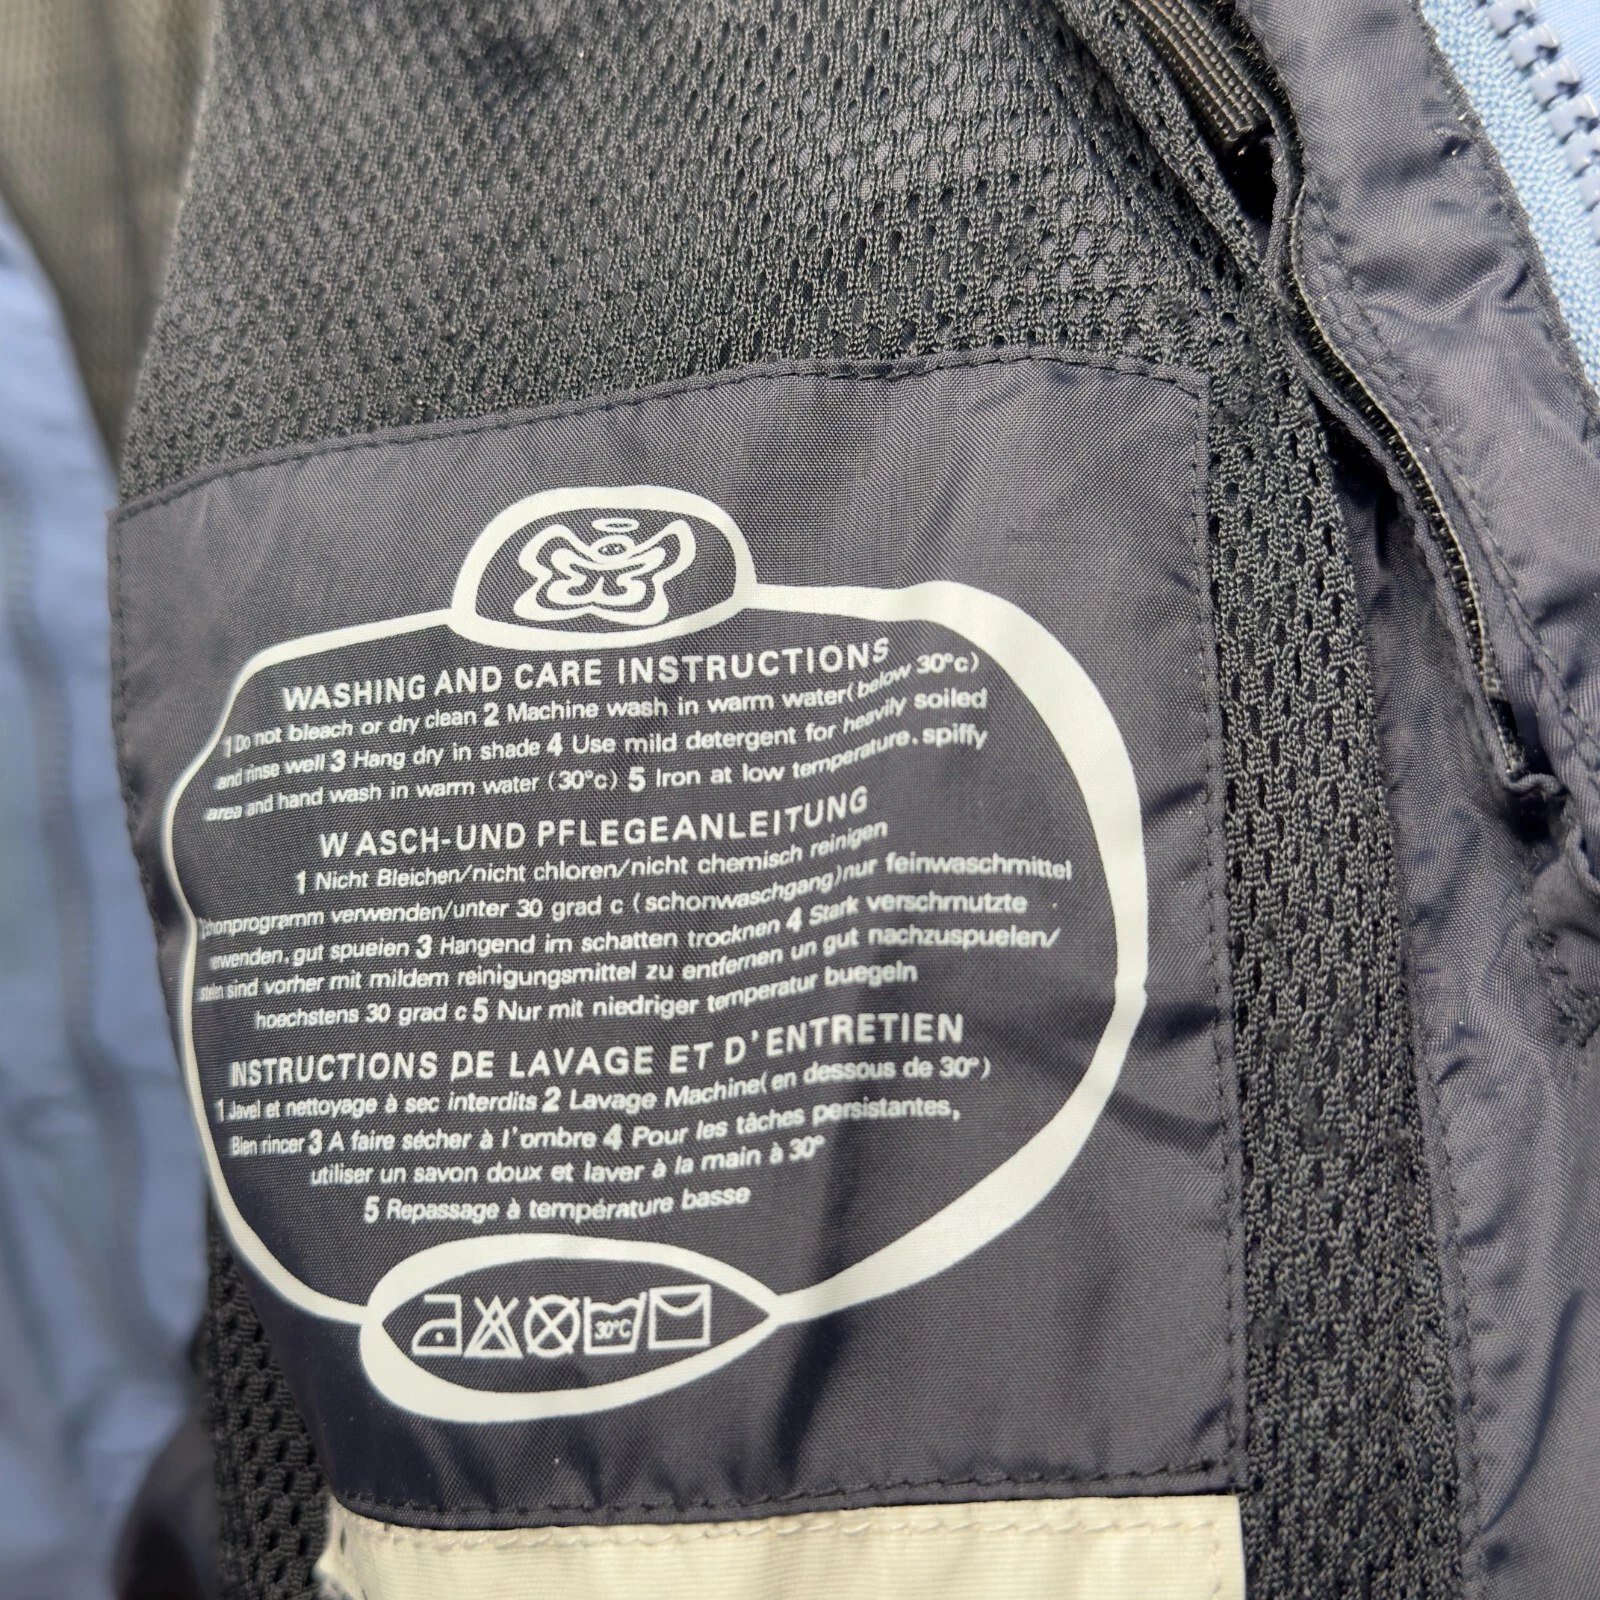 WASHING AND CARE INSTRUCTIONS
1 Do not bleach or dry clean 2 Machine wash in warm water(below 30°c)
and rinse well 3 Hang dry in shade 4 Use mild detergent for heavily soiled
area and hand wash in warm water (30°c) 5 Iron at low temperature. spiffy
WASCH-UND PFLEGEANLEITUNG
1 Nicht Bleichen/nicht chloren/nicht chemisch reinigen
verwenden/unter 30 grad c (schonwaschgang)nur feinwaschmittel
gut spuelen 3 Hangend im schatten trocknen 4 Stark verschmutzte
sind vorher mit mildem reinigungsmittel zu entfernen un gut nachzuspuelen/
hoechstens 30 grad c 5 Nur mit niedriger temperatur buegeln
INSTRUCTIONS DE LAVAGE ET D'ENTRETIEN
1 Javel et nettoyage à sec interdits 2 Lavage Machine(en dessous de 30°)
Bien rincer 3 A faire sécher à l'ombre 4 Pour les tâches persistantes,
utiliser un savon doux et laver à la main à 30°
5 Repassage à température basse
30°C